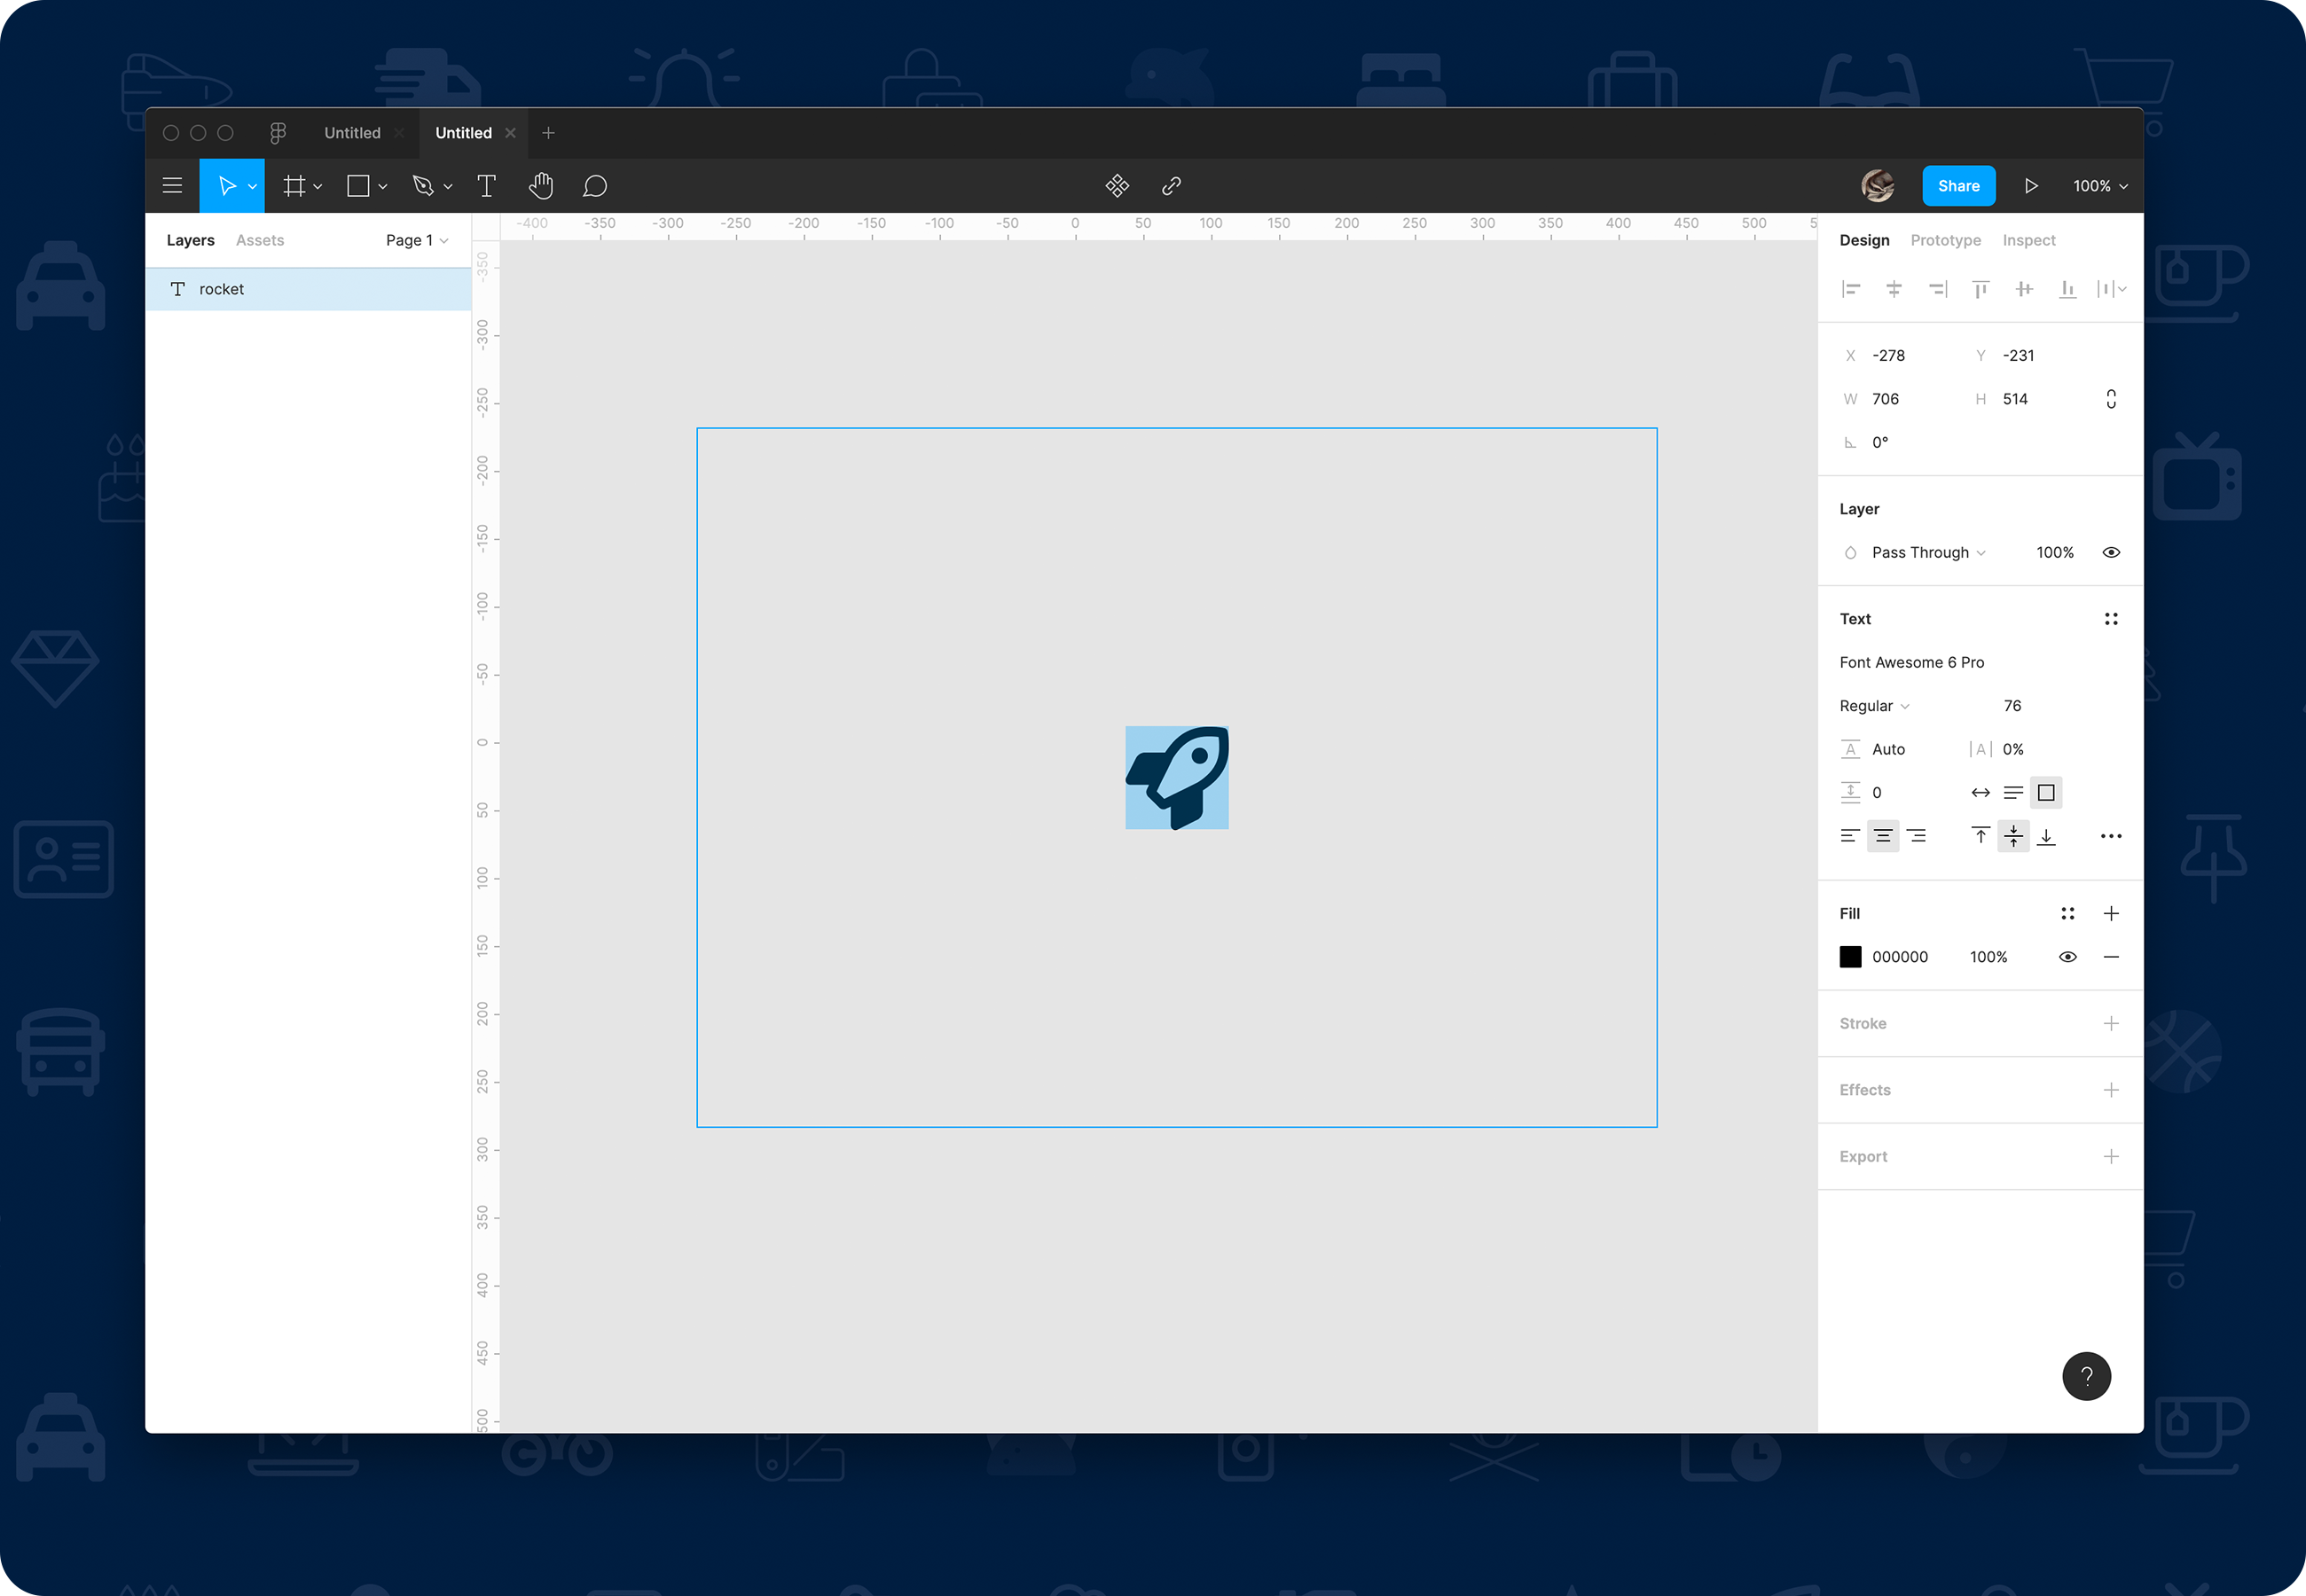 Untitled Untitled
Share 100%
Layers Assets Page 1
rocket
-400 -350 -300 -250 -200 -150 -100 -50 0 50 100 150 200 250 300 350 400 450 500 5
-350
-300
-250
-200
-150
-100
-50
0
50
100
150
200
250
300
350
400
450
500
Design Prototype Inspect
X -278 Y -231
W 706 H 514
0°
Layer
Pass Through 100%
Text
Font Awesome 6 Pro
Regular 76
A Auto |A| 0%
0
Fill
000000 100%
Stroke
Effects
Export
?